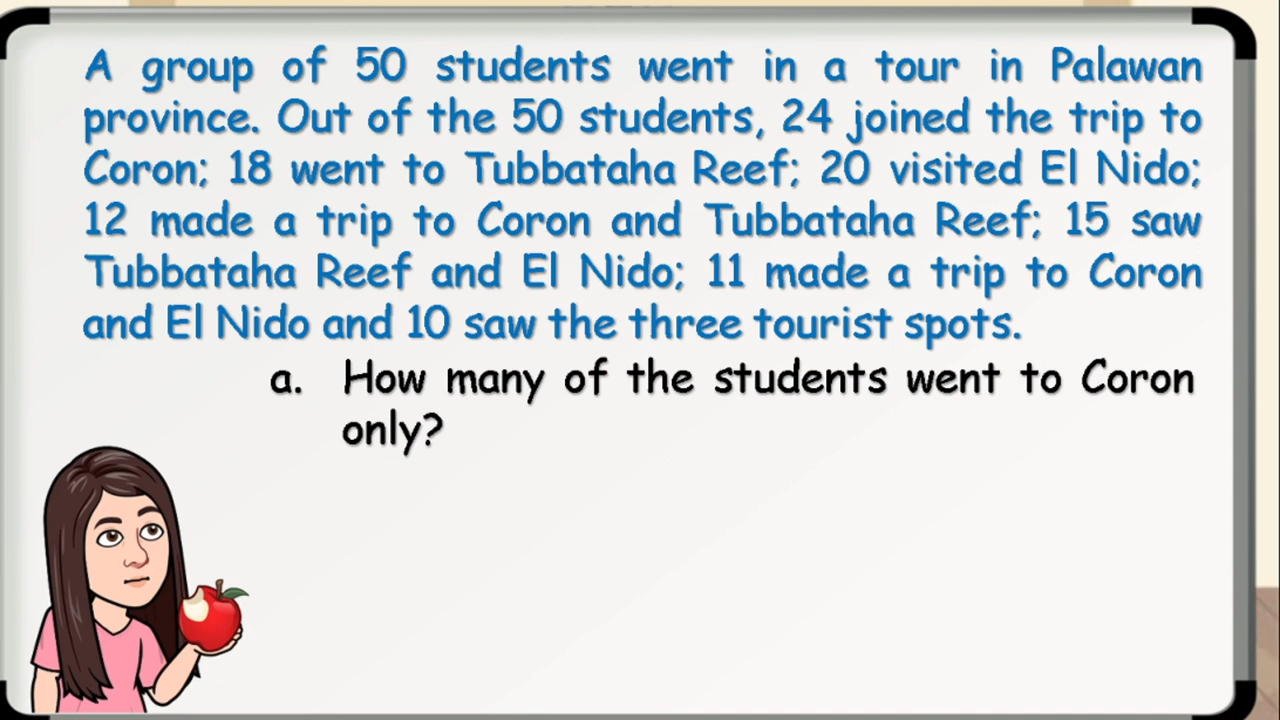 A group of 50 students went in a tour in Palawan
province. Out of the 50 students, 24 joined the trip to
Coron; 18 went to Tubbataha Reef; 20 visited El Nido;
12 made a trip to Coron and Tubbataha Reef; 15 saw
Tubbataha Reef and El Nido; 11 made a trip to Coron
and El Nido and 10 saw the three tourist spots.
a. How many of the students went to Coron
only?